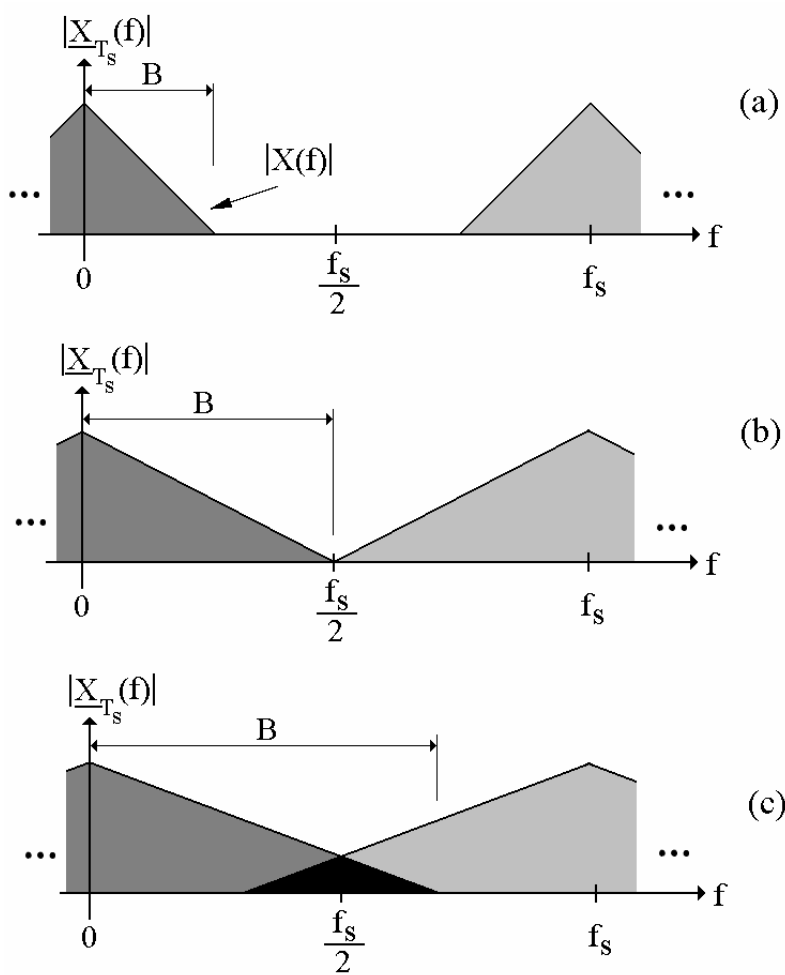 |X_Ts(f)|
B
(a)
|X(f)|
... ...
f
0 fs/2 fs
|X_Ts(f)|
B
(b)
... ...
f
0 fs/2 fs
|X_Ts(f)|
B
(c)
... ...
f
0 fs/2 fs